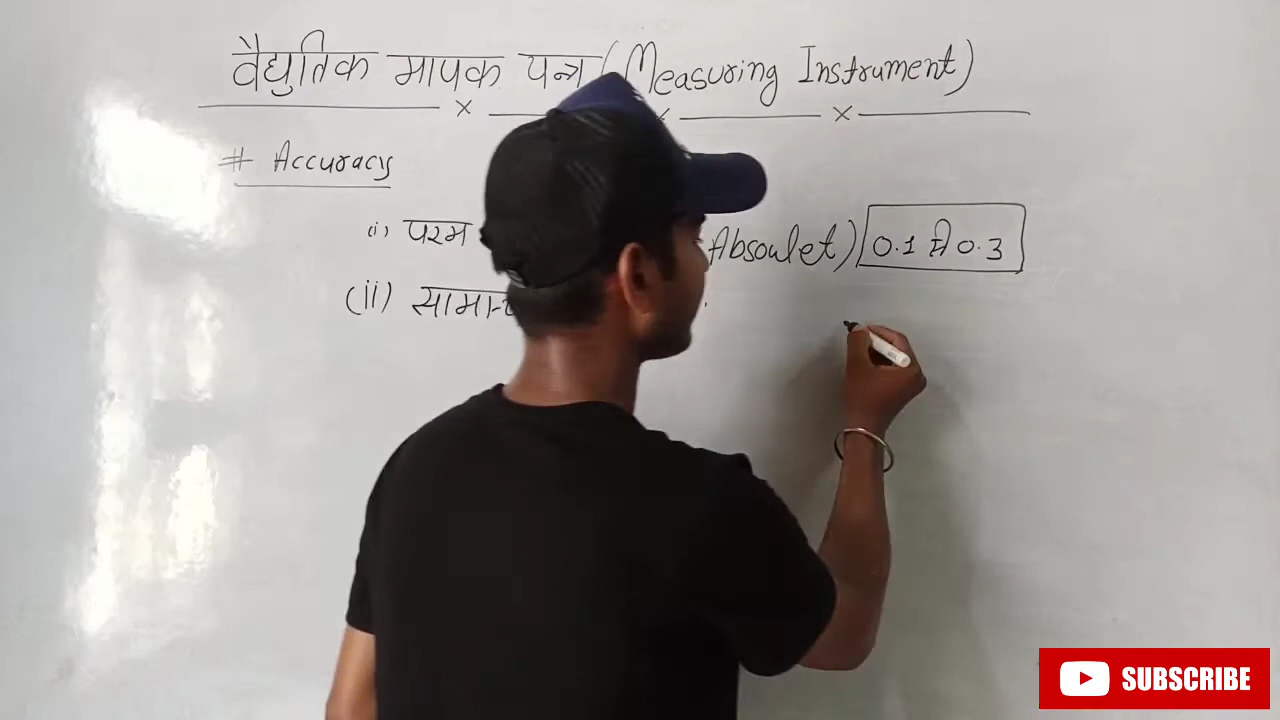 वैद्युतिक मापक यन्त्र (Measuring Instrument)
# Accuracy
(i) परम Absoulet) 0.1 से 0.3
(ii)
SUBSCRIBE